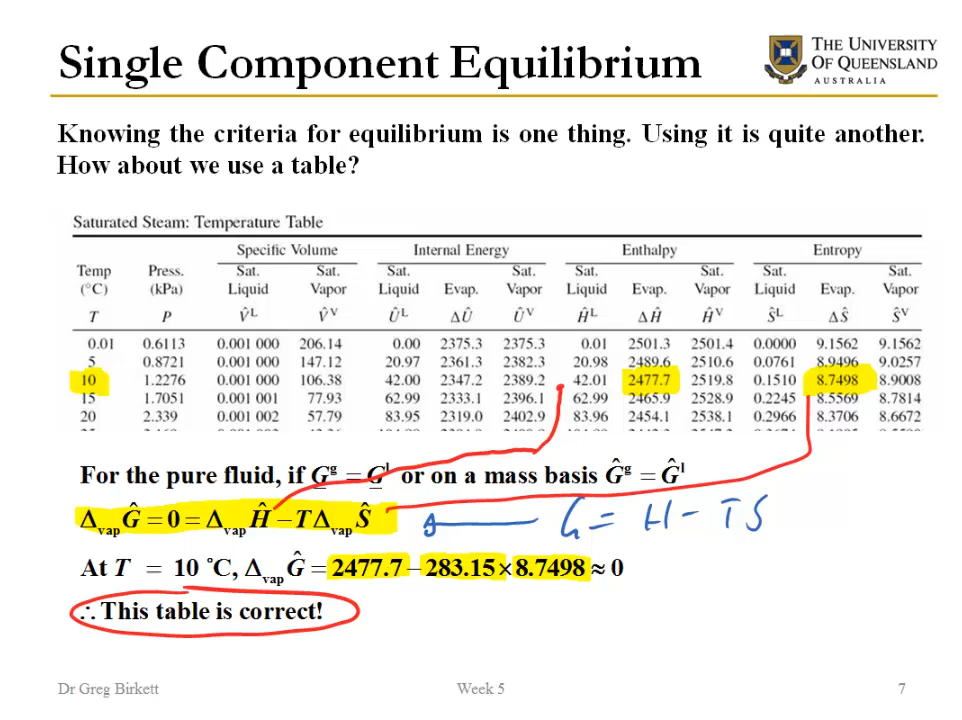 Single Component Equilibrium
THE UNIVERSITY
OF QUEENSLAND
AUSTRALIA
Knowing the criteria for equilibrium is one thing. Using it is quite another.
How about we use a table?
Saturated Steam: Temperature Table
Specific Volume Internal Energy Enthalpy Entropy
Temp Press. Sat. Sat. Sat. Sat. Sat. Sat. Sat. Sat.
(°C) (kPa) Liquid Vapor Liquid Evap. Vapor Liquid Evap. Vapor Liquid Evap. Vapor
T P V̂ᴸ V̂ⱽ Ûᴸ ΔÛ Ûⱽ Ĥᴸ ΔĤ Ĥⱽ Ŝᴸ ΔŜ Ŝⱽ
0.01 0.6113 0.001 000 206.14 0.00 2375.3 2375.3 0.01 2501.3 2501.4 0.0000 9.1562 9.1562
5 0.8721 0.001 000 147.12 20.97 2361.3 2382.3 20.98 2489.6 2510.6 0.0761 8.9496 9.0257
10 1.2276 0.001 000 106.38 42.00 2347.2 2389.2 42.01 2477.7 2519.8 0.1510 8.7498 8.9008
15 1.7051 0.001 001 77.93 62.99 2333.1 2396.1 62.99 2465.9 2528.9 0.2245 8.5569 8.7814
20 2.339 0.001 002 57.79 83.95 2319.0 2402.9 83.96 2454.1 2538.1 0.2966 8.3706 8.6672
For the pure fluid, if G̲ᵍ = G̲ˡ or on a mass basis Ĝᵍ = Ĝˡ
Δvap Ĝ = 0 = Δvap Ĥ − TΔvap Ŝ G = H - TS
At T = 10 °C, Δvap Ĝ = 2477.7 − 283.15 × 8.7498 ≈ 0
∴ This table is correct!
Dr Greg Birkett Week 5 7